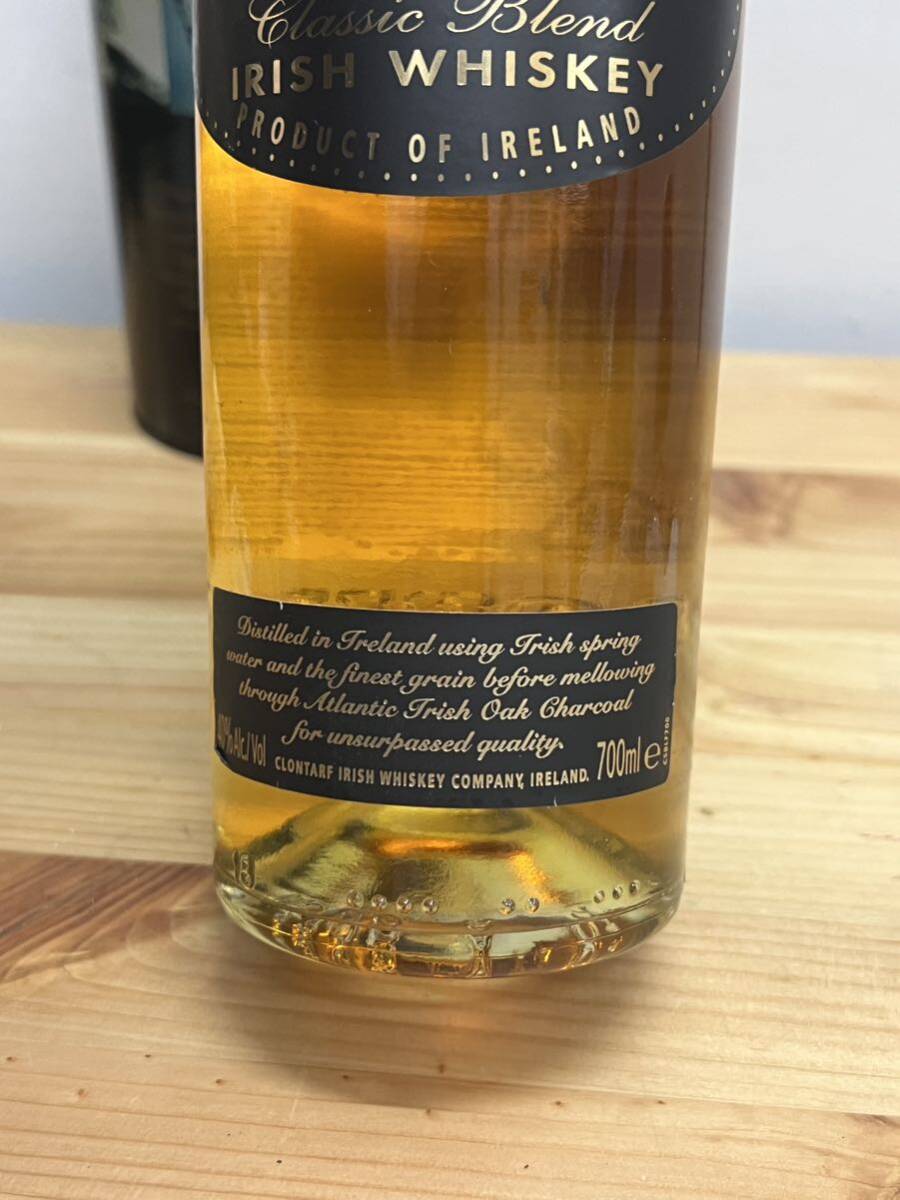 Classic Blend
IRISH WHISKEY
PRODUCT OF IRELAND
Distilled in Ireland using Irish spring
water and the finest grain before mellowing
through Atlantic Irish Oak Charcoal
for unsurpassed quality.
40% Alc./Vol
CLONTARF IRISH WHISKEY COMPANY, IRELAND.
700ml e